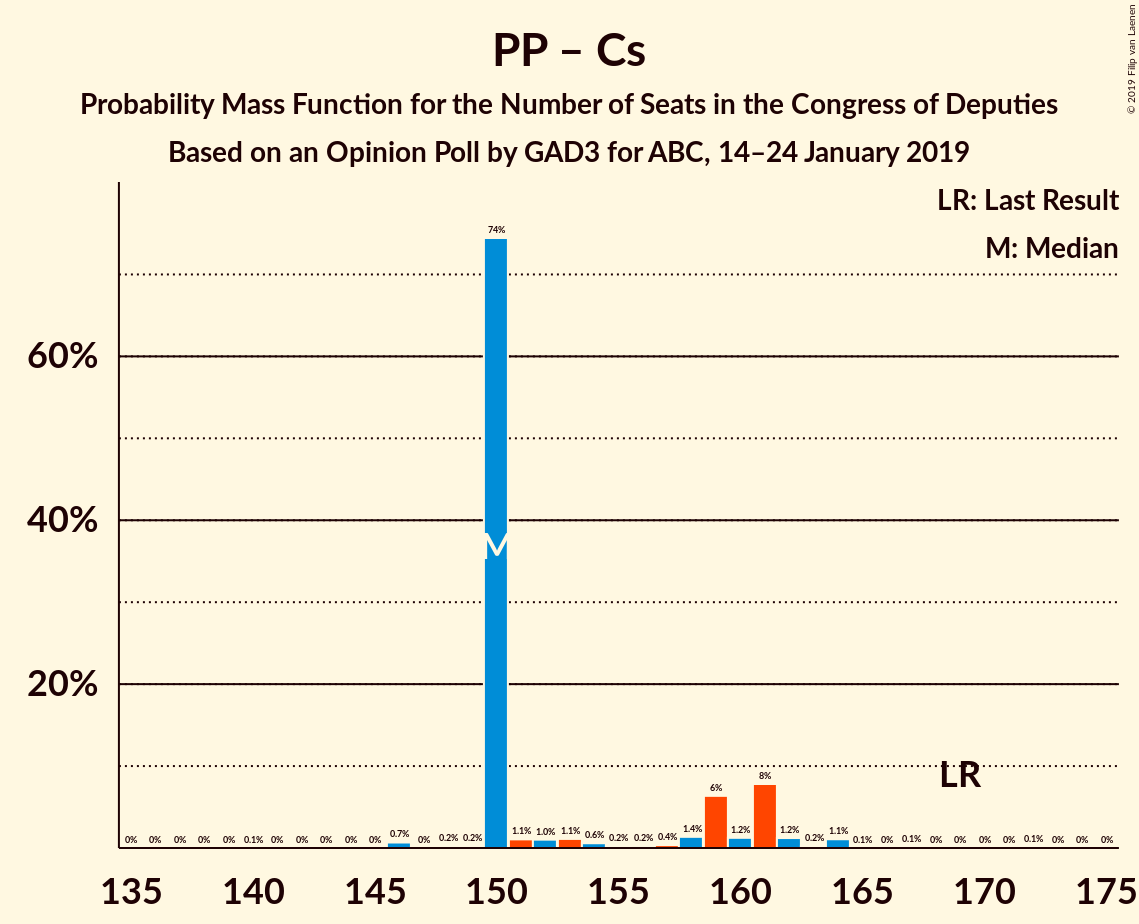 PP – Cs
Probability Mass Function for the Number of Seats in the Congress of Deputies
Based on an Opinion Poll by GAD3 for ABC, 14–24 January 2019
© 2019 Filip van Laenen
LR: Last Result
M: Median
74%
60%
M
40%
20%
LR
0% 0% 0% 0% 0% 0.1% 0% 0% 0% 0% 0% 0.7% 0% 0.2% 0.2% 1.1% 1.0% 1.1% 0.6% 0.2% 0.2% 0.4% 1.4% 6% 1.2% 8% 1.2% 0.2% 1.1% 0.1% 0% 0.1% 0% 0% 0% 0% 0.1% 0% 0% 0%
135 140 145 150 155 160 165 170 175